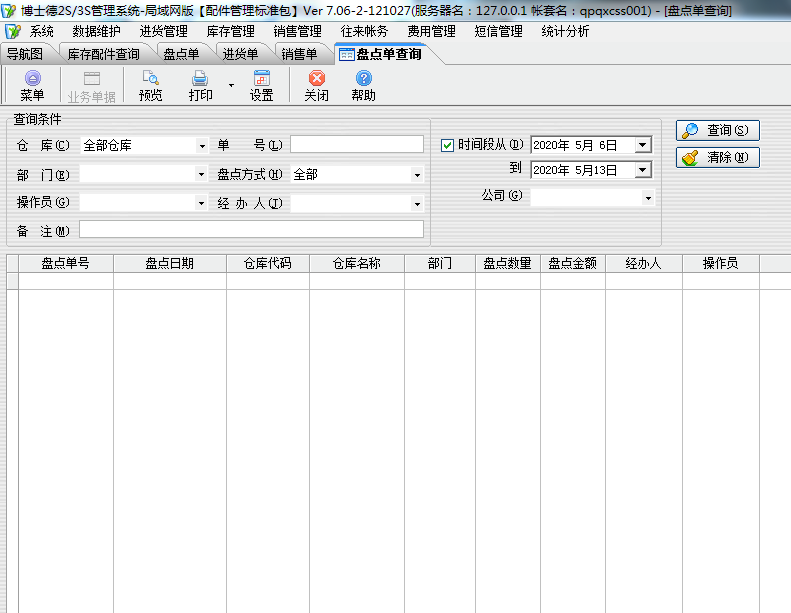 博士德2S/3S管理系统-局域网版【配件管理标准包】Ver 7.06-2-121027(服务器名：127.0.0.1 帐套名：qpqxcss001) - [盘点单查询]
系统 数据维护 进货管理 库存管理 销售管理 往来帐务 费用管理 短信管理 统计分析
导航图 库存配件查询 盘点单 进货单 销售单 盘点单查询
菜单 业务单据 预览 打印 设置 关闭 帮助
查询条件
仓 库(C) 全部仓库 单 号(L) 时间段从(D) 2020年 5月 6日 查询(S)
到 2020年 5月13日 清除(N)
部 门(E) 盘点方式(H) 全部
操作员(G) 经 办 人(J) 公司(G)
备 注(M)
盘点单号 盘点日期 仓库代码 仓库名称 部门 盘点数量 盘点金额 经办人 操作员